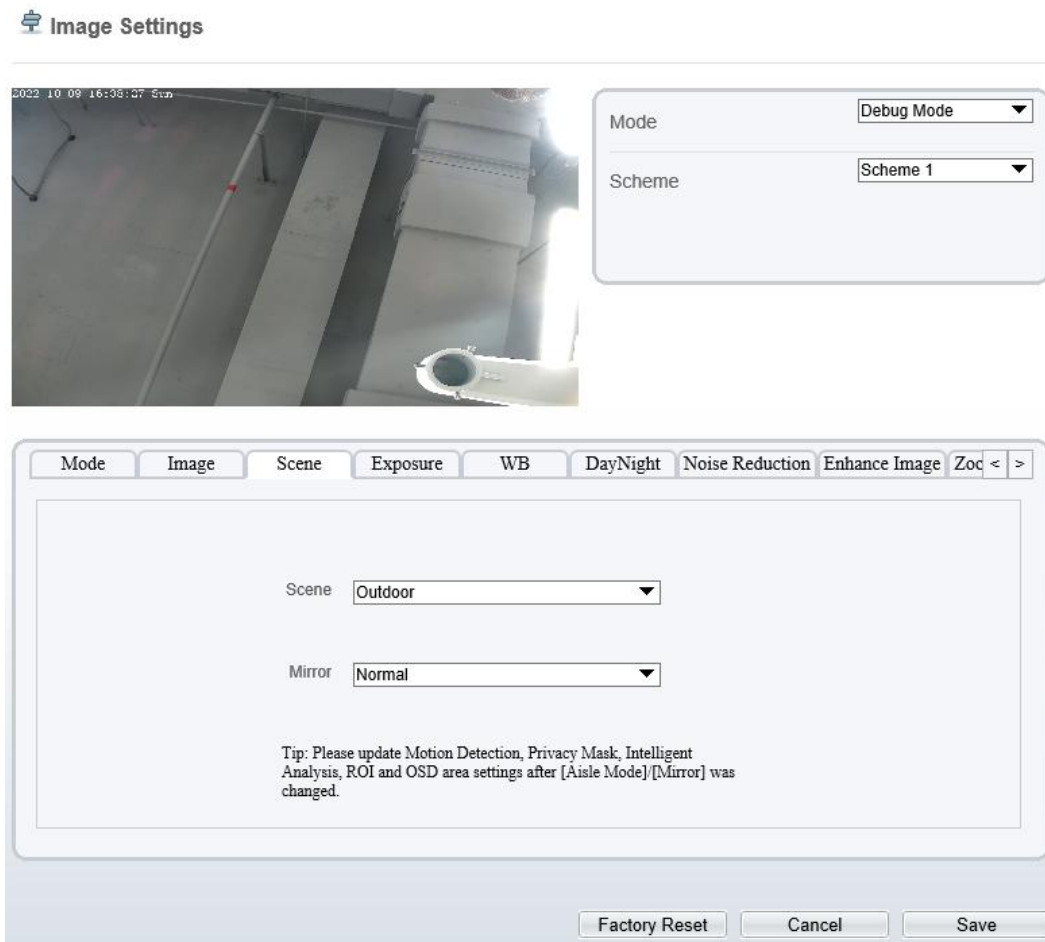 Image Settings
2022 10 09 16:38:27 Sun
Mode Debug Mode
Scheme Scheme 1
Mode Image Scene Exposure WB DayNight Noise Reduction Enhance Image Zoo < >
Scene Outdoor
Mirror Normal
Tip: Please update Motion Detection, Privacy Mask, Intelligent
Analysis, ROI and OSD area settings after [Aisle Mode]/[Mirror] was
changed.
Factory Reset Cancel Save